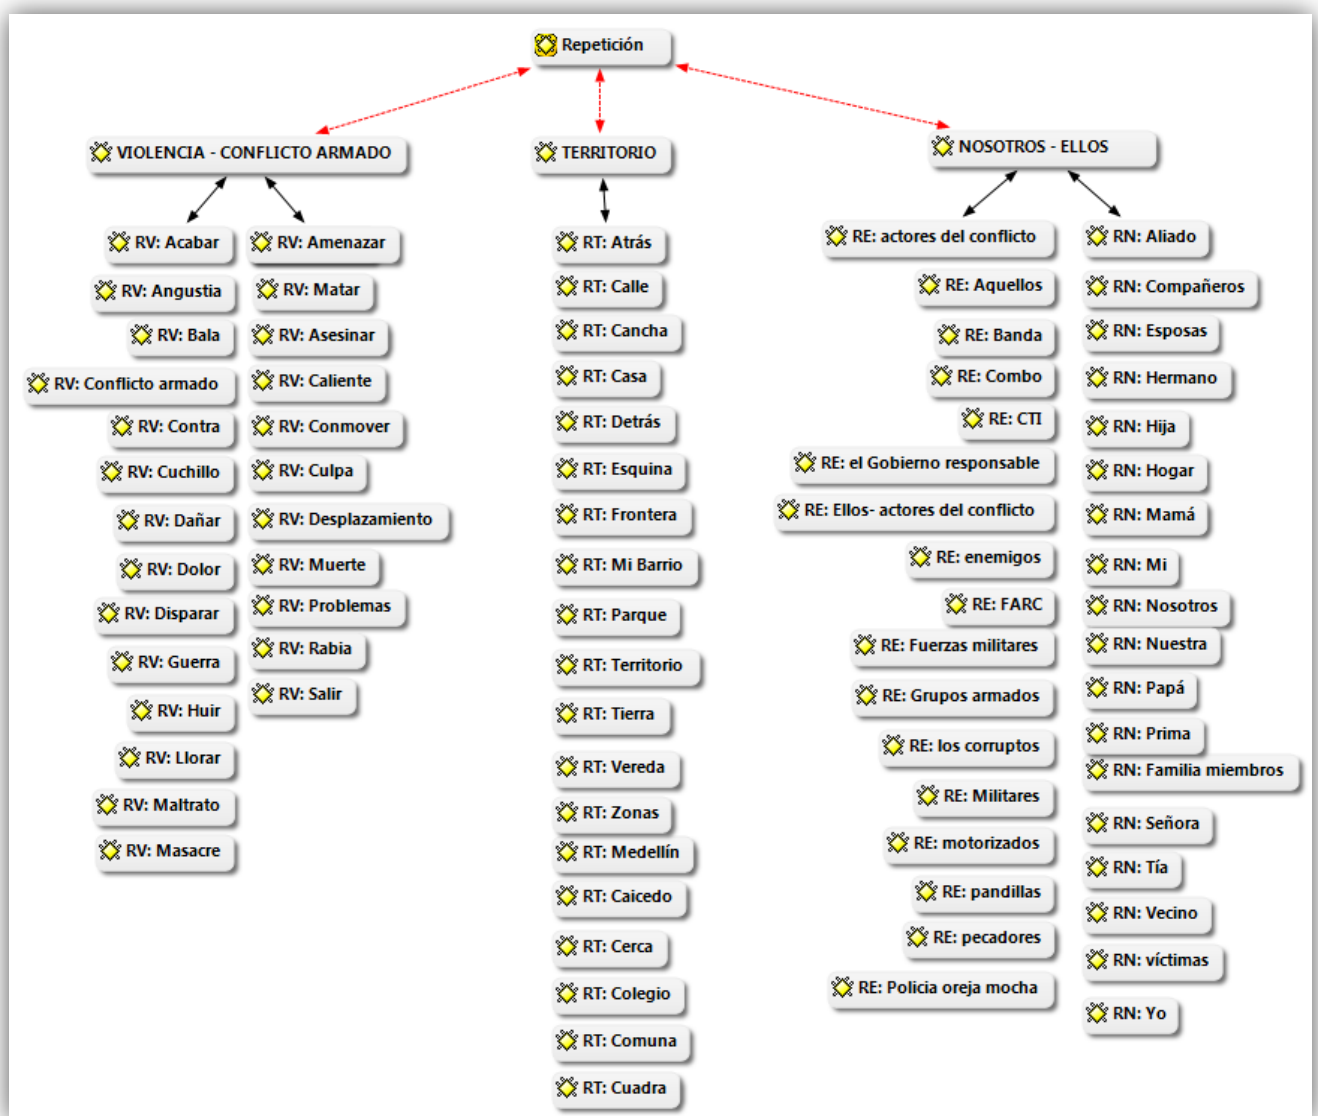 Repetición
VIOLENCIA - CONFLICTO ARMADO
RV: Acabar
RV: Angustia
RV: Bala
RV: Conflicto armado
RV: Contra
RV: Cuchillo
RV: Dañar
RV: Dolor
RV: Disparar
RV: Guerra
RV: Huir
RV: Llorar
RV: Maltrato
RV: Masacre
RV: Amenazar
RV: Matar
RV: Asesinar
RV: Caliente
RV: Conmover
RV: Culpa
RV: Desplazamiento
RV: Muerte
RV: Problemas
RV: Rabia
RV: Salir
TERRITORIO
RT: Atrás
RT: Calle
RT: Cancha
RT: Casa
RT: Detrás
RT: Esquina
RT: Frontera
RT: Mi Barrio
RT: Parque
RT: Territorio
RT: Tierra
RT: Vereda
RT: Zonas
RT: Medellín
RT: Caicedo
RT: Cerca
RT: Colegio
RT: Comuna
RT: Cuadra
NOSOTROS - ELLOS
RE: actores del conflicto
RE: Aquellos
RE: Banda
RE: Combo
RE: CTI
RE: el Gobierno responsable
RE: Ellos- actores del conflicto
RE: enemigos
RE: FARC
RE: Fuerzas militares
RE: Grupos armados
RE: los corruptos
RE: Militares
RE: motorizados
RE: pandillas
RE: pecadores
RE: Policia oreja mocha
RN: Aliado
RN: Compañeros
RN: Esposas
RN: Hermano
RN: Hija
RN: Hogar
RN: Mamá
RN: Mi
RN: Nosotros
RN: Nuestra
RN: Papá
RN: Prima
RN: Familia miembros
RN: Señora
RN: Tía
RN: Vecino
RN: víctimas
RN: Yo